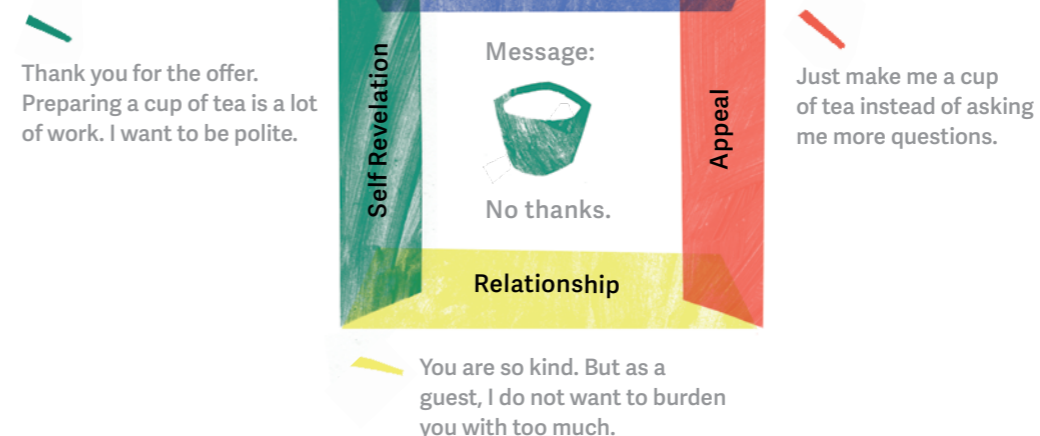 Thank you for the offer.
Preparing a cup of tea is a lot
of work. I want to be polite.
Self Revelation
Message:
No thanks.
Appeal
Just make me a cup
of tea instead of asking
me more questions.
Relationship
You are so kind. But as a
guest, I do not want to burden
you with too much.